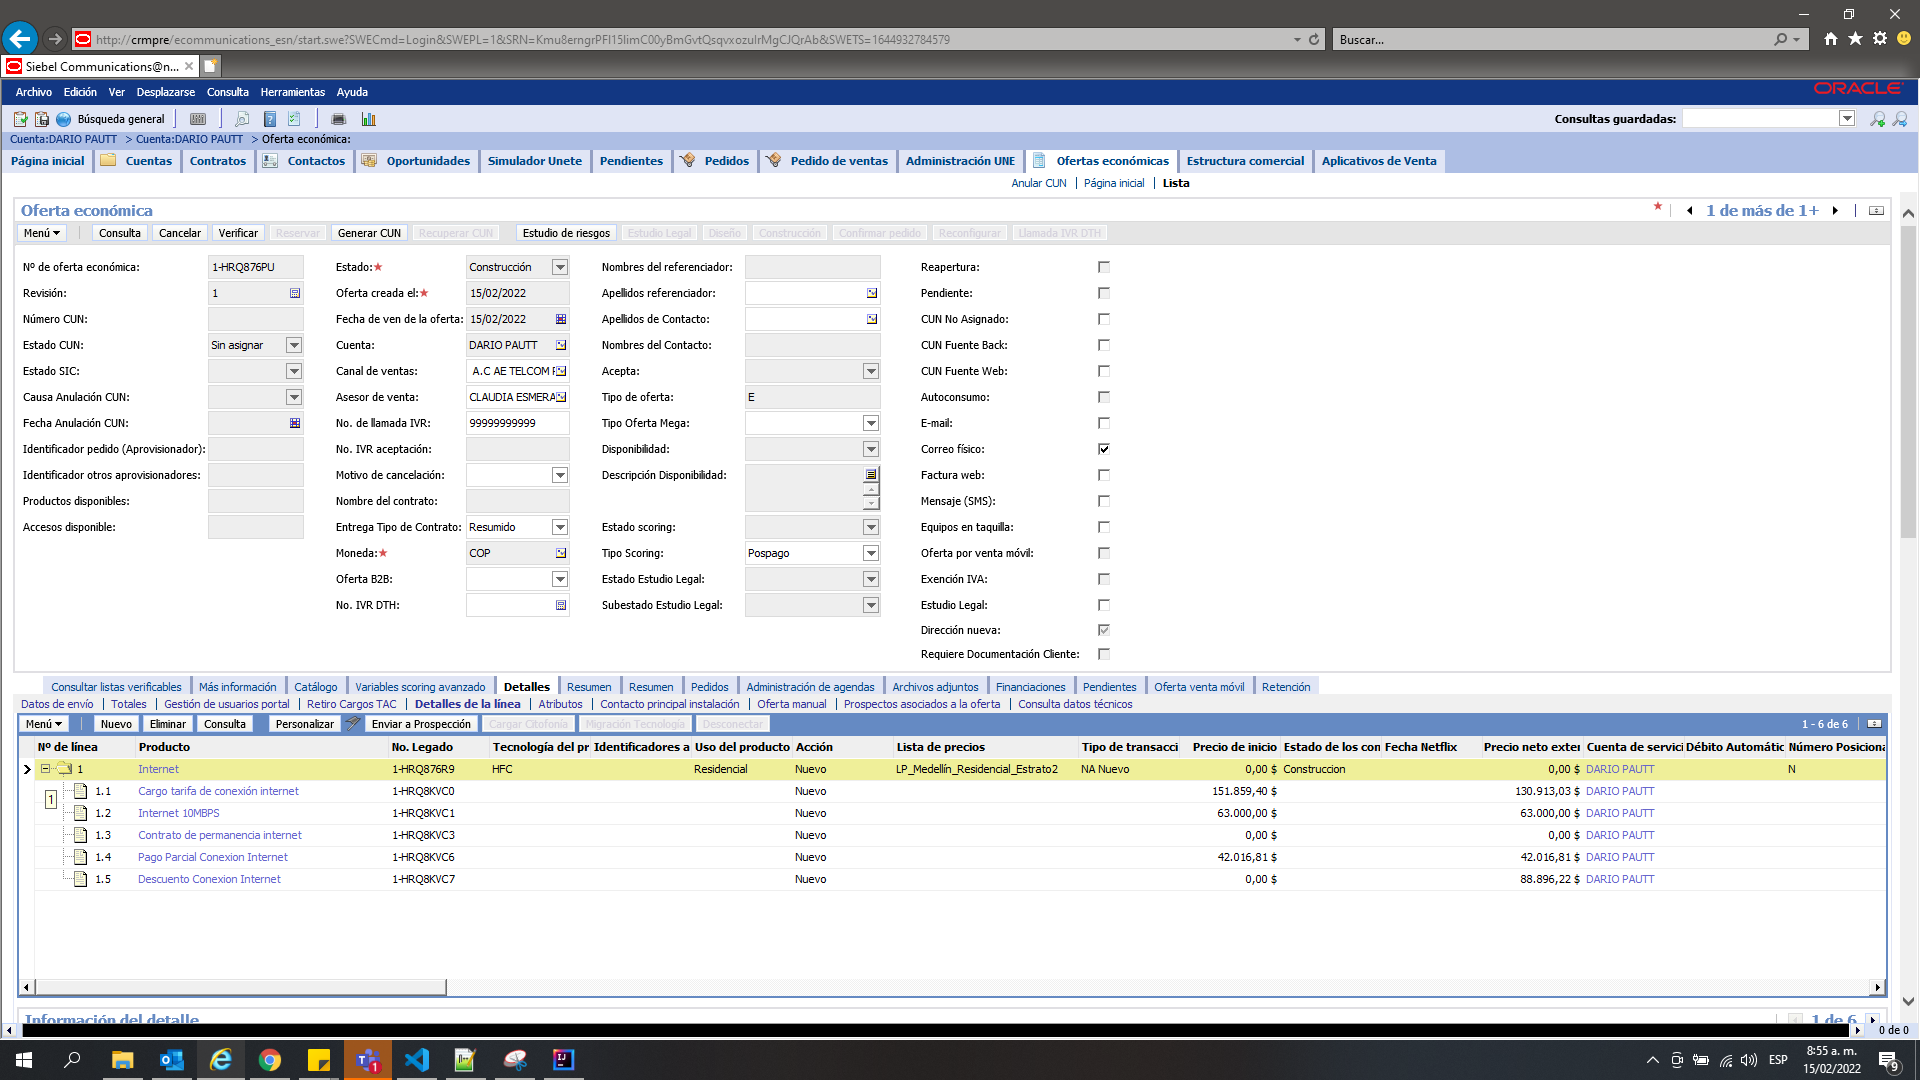 http://crmpre/ecommunications_esn/start.swe?SWECmd=Login&SWEPL=1&SRN=Kmu8erngrPFI15IimC00yBmGvtQsqvxozuIrMgCJQrAb&SWETS=1644932784579 Buscar...
Siebel Communications@n...
Archivo Edición Ver Desplazarse Consulta Herramientas Ayuda ORACLE
Búsqueda general Consultas guardadas:
Cuenta:DARIO PAUTT > Cuenta:DARIO PAUTT > Oferta económica:
Página inicial Cuentas Contratos Contactos Oportunidades Simulador Unete Pendientes Pedidos Pedido de ventas Administración UNE Ofertas económicas Estructura comercial Aplicativos de Venta
Anular CUN Página inicial Lista
Oferta económica * 1 de más de 1+
Menú Consulta Cancelar Verificar Reservar Generar CUN Recuperar CUN Estudio de riesgos Estudio Legal Diseño Construcción Confirmar pedido Reconfigurar Llamada IVR DTH
Nº de oferta económica: 1-HRQ876PU Estado:* Construcción Nombres del referenciador: Reapertura:
Revisión: 1 Oferta creada el:* 15/02/2022 Apellidos referenciador: Pendiente:
Número CUN: Fecha de ven de la oferta: 15/02/2022 Apellidos de Contacto: CUN No Asignado:
Estado CUN: Sin asignar Cuenta: DARIO PAUTT Nombres del Contacto: CUN Fuente Back:
Estado SIC: Canal de ventas: A.C AE TELCOM F Acepta: CUN Fuente Web:
Causa Anulación CUN: Asesor de venta: CLAUDIA ESMERA Tipo de oferta: E Autoconsumo:
Fecha Anulación CUN: No. de llamada IVR: 99999999999 Tipo Oferta Mega: E-mail:
Identificador pedido (Aprovisionador): No. IVR aceptación: Disponibilidad: Correo físico:
Identificador otros aprovisionadores: Motivo de cancelación: Descripción Disponibilidad: Factura web:
Productos disponibles: Nombre del contrato: Mensaje (SMS):
Accesos disponible: Entrega Tipo de Contrato: Resumido Estado scoring: Equipos en taquilla:
Moneda:* COP Tipo Scoring: Pospago Oferta por venta móvil:
Oferta B2B: Estado Estudio Legal: Exención IVA:
No. IVR DTH: Subestado Estudio Legal: Estudio Legal:
Dirección nueva:
Requiere Documentación Cliente:
Consultar listas verificables Más información Catálogo Variables scoring avanzado Detalles Resumen Resumen Pedidos Administración de agendas Archivos adjuntos Financiaciones Pendientes Oferta venta móvil Retención
Datos de envío Totales Gestión de usuarios portal Retiro Cargos TAC Detalles de la línea Atributos Contacto principal instalación Oferta manual Prospectos asociados a la oferta Consulta datos técnicos
Menú Nuevo Eliminar Consulta Personalizar Enviar a Prospección Cargar Citofonía Migración Tecnología Desconectar 1 - 6 de 6
Nº de línea Producto No. Legado Tecnología del pr Identificadores a Uso del producto Acción Lista de precios Tipo de transacci Precio de inicio Estado de los con Fecha Netflix Precio neto exter Cuenta de servici Débito Automátic Número Posiciona
1 Internet 1-HRQ876R9 HFC Residencial Nuevo LP_Medellín_Residencial_Estrato2 NA Nuevo 0,00 $ Construccion 0,00 $ DARIO PAUTT N
1.1 Cargo tarifa de conexión internet 1-HRQ8KVC0 Nuevo 151.859,40 $ 130.913,03 $ DARIO PAUTT
1
1.2 Internet 10MBPS 1-HRQ8KVC1 Nuevo 63.000,00 $ 63.000,00 $ DARIO PAUTT
1.3 Contrato de permanencia internet 1-HRQ8KVC3 Nuevo 0,00 $ 0,00 $ DARIO PAUTT
1.4 Pago Parcial Conexion Internet 1-HRQ8KVC6 Nuevo 42.016,81 $ 42.016,81 $ DARIO PAUTT
1.5 Descuento Conexion Internet 1-HRQ8KVC7 Nuevo 0,00 $ 88.896,22 $ DARIO PAUTT
Información del detalle 1 de 6
0 de 0
ESP 8:55 a. m.
15/02/2022
1
9